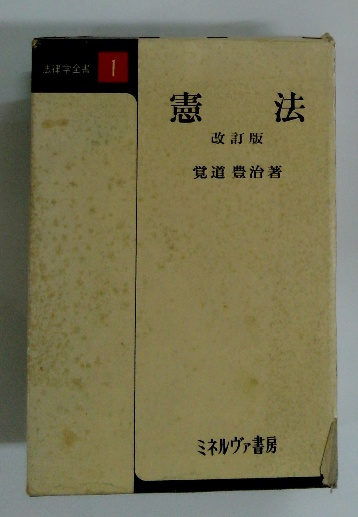 法律学全書 1
憲法
改訂版
覚道豊治著
ミネルヴァ書房